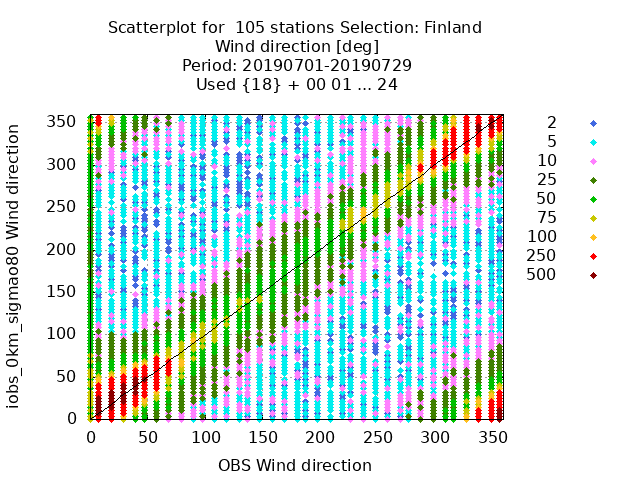 Scatterplot for  105 stations Selection: Finland
Wind direction [deg]
Period: 20190701-20190729
Used {18} + 00 01 ... 24
iobs_0km_sigmao80 Wind direction
350
300
250
200
150
100
50
0
0 50 100 150 200 250 300 350
OBS Wind direction
2
5
10
25
50
75
100
250
500